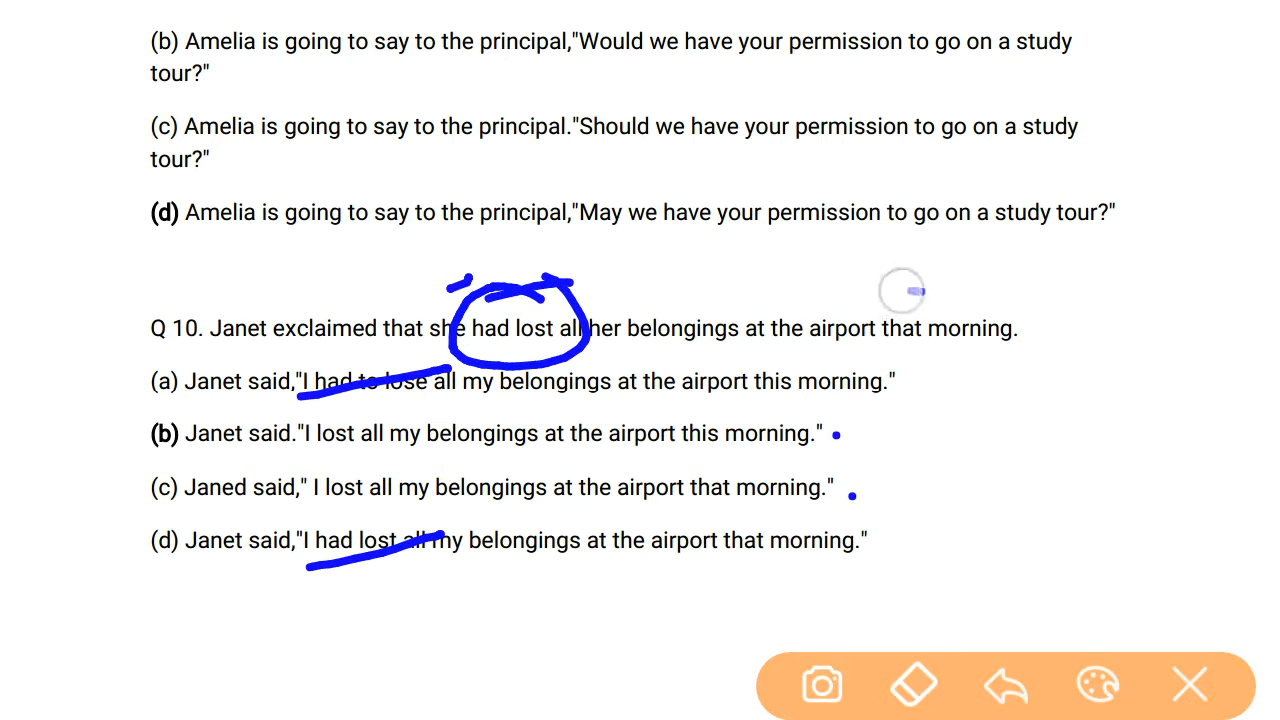 (b) Amelia is going to say to the principal,"Would we have your permission to go on a study
tour?"
(c) Amelia is going to say to the principal."Should we have your permission to go on a study
tour?"
(d) Amelia is going to say to the principal,"May we have your permission to go on a study tour?"
Q 10. Janet exclaimed that she had lost all her belongings at the airport that morning.
(a) Janet said,"I had to lose all my belongings at the airport this morning."
(b) Janet said."I lost all my belongings at the airport this morning."
(c) Janed said," I lost all my belongings at the airport that morning."
(d) Janet said,"I had lost all my belongings at the airport that morning."